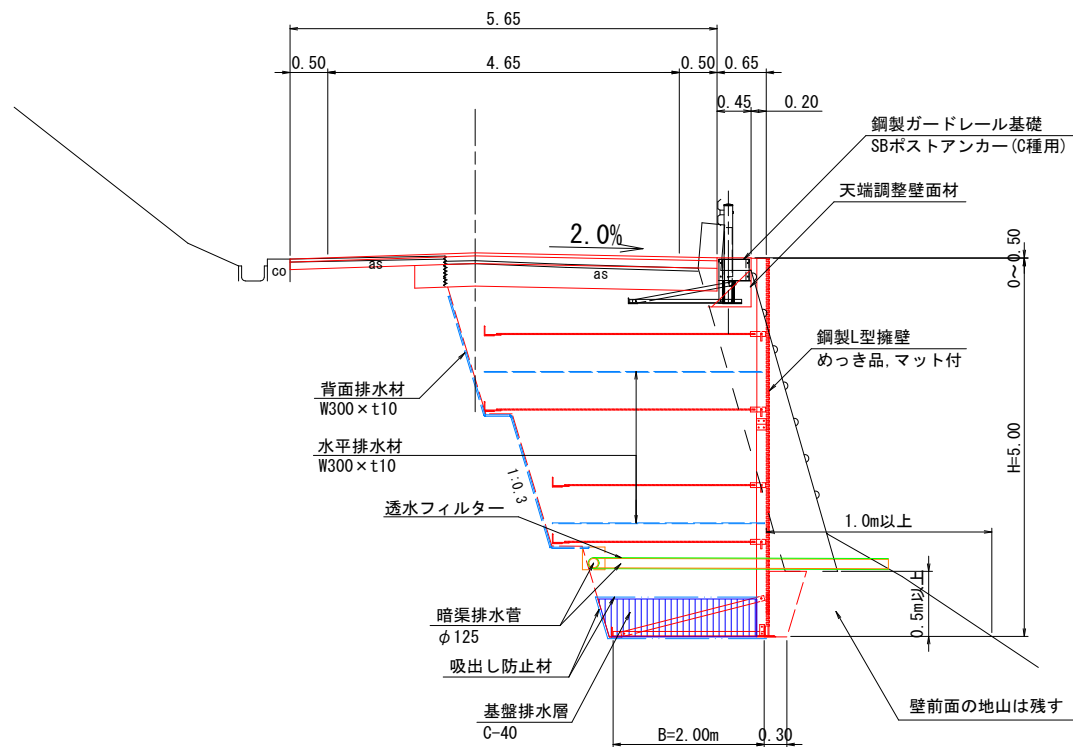 5.65
0.50
4.65
0.50
0.65
0.45
0.20
鋼製ガードレール基礎
SBポストアンカー(C種用)
天端調整壁面材
2.0%
0～0.50
co
as
as
鋼製L型擁壁
めっき品,マット付
背面排水材
W300×t10
水平排水材
W300×t10
H=5.00
1:0.3
透水フィルター
1.0m以上
暗渠排水菅
φ125
0.5m以上
吸出し防止材
基盤排水層
C-40
壁前面の地山は残す
B=2.00m
0.30